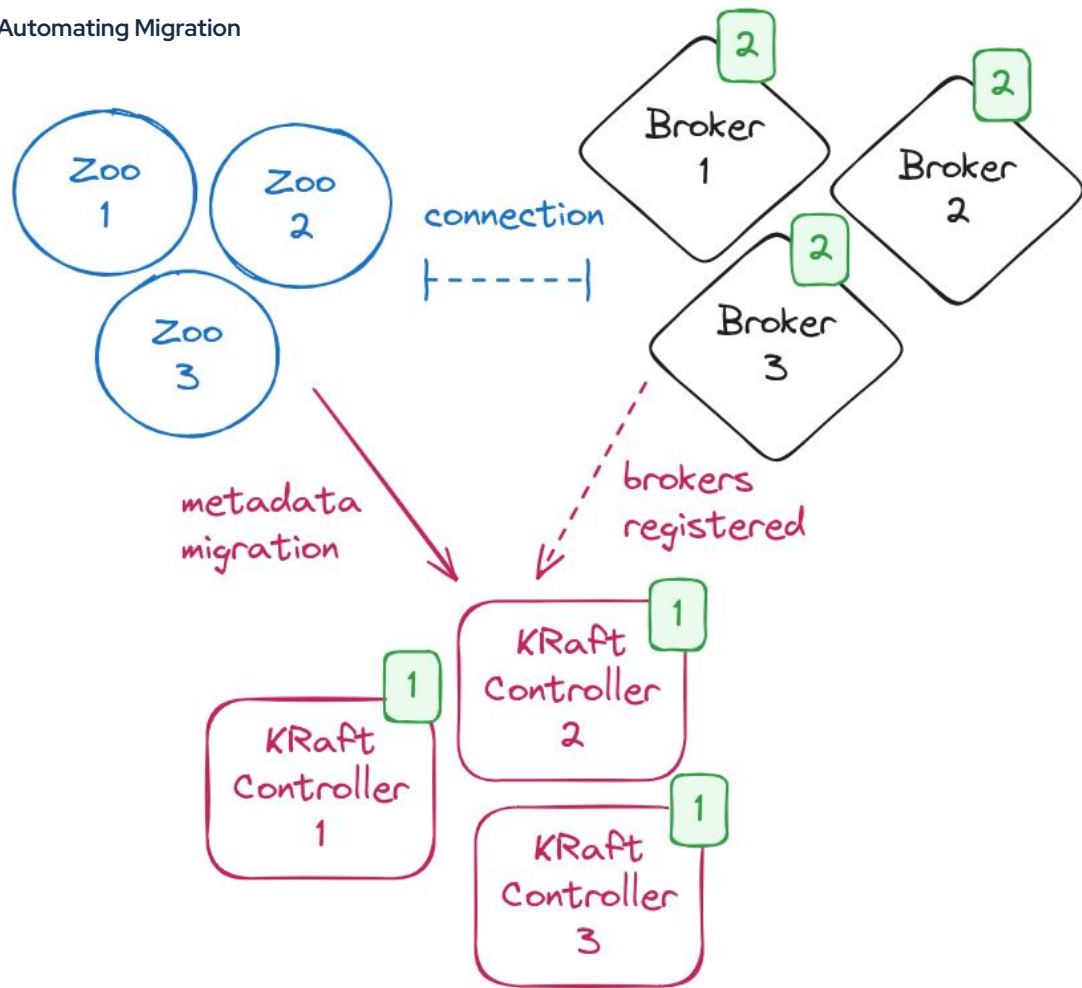 Automating Migration
2
Broker
1
2
Broker
2
Zoo
1
Zoo
2
connection
2
Broker
3
Zoo
3
metadata
migration
brokers
registered
1
KRaft
Controller
2
1
KRaft
Controller
1
1
KRaft
Controller
3